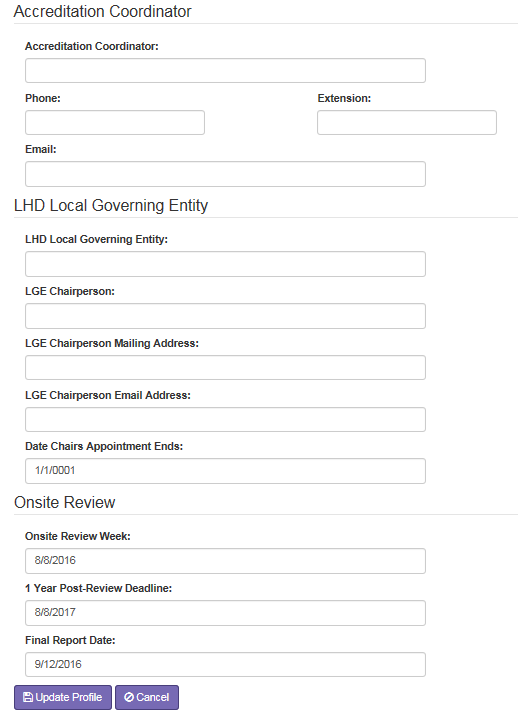 Accreditation Coordinator
Accreditation Coordinator:
Phone: Extension:
Email:
LHD Local Governing Entity
LHD Local Governing Entity:
LGE Chairperson:
LGE Chairperson Mailing Address:
LGE Chairperson Email Address:
Date Chairs Appointment Ends:
1/1/0001
Onsite Review
Onsite Review Week:
8/8/2016
1 Year Post-Review Deadline:
8/8/2017
Final Report Date:
9/12/2016
Update Profile Cancel